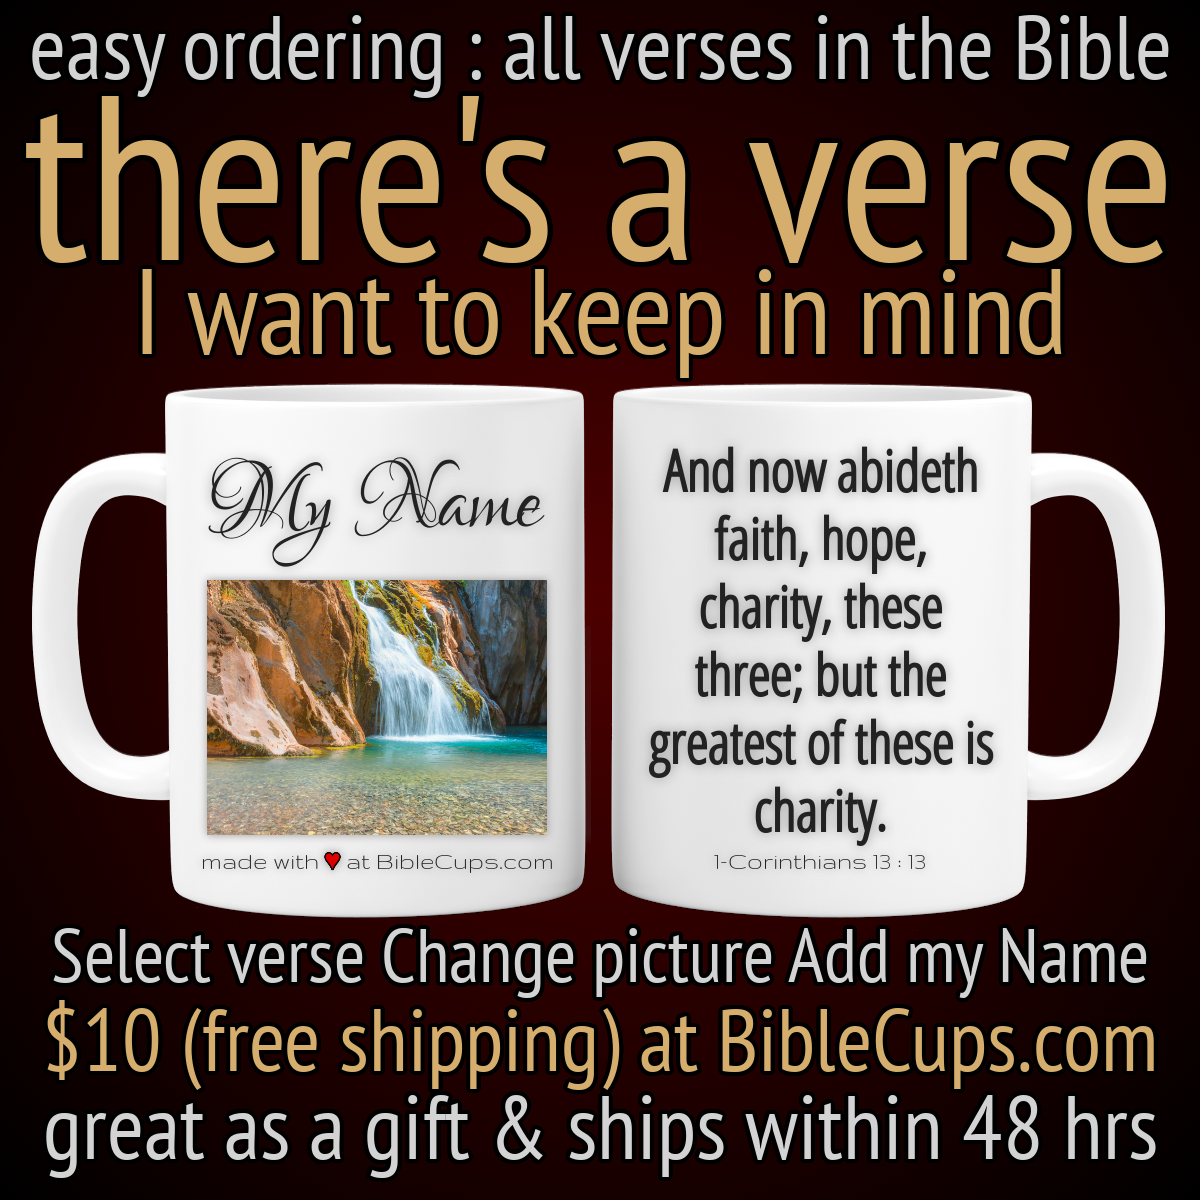 easy ordering : all verses in the Bible
there's a verse
I want to keep in mind
My Name
made with ♥ at BibleCups.com
And now abideth
faith, hope,
charity, these
three; but the
greatest of these is
charity.
1-Corinthians 13 : 13
Select verse Change picture Add my Name
$10 (free shipping) at BibleCups.com
great as a gift & ships within 48 hrs